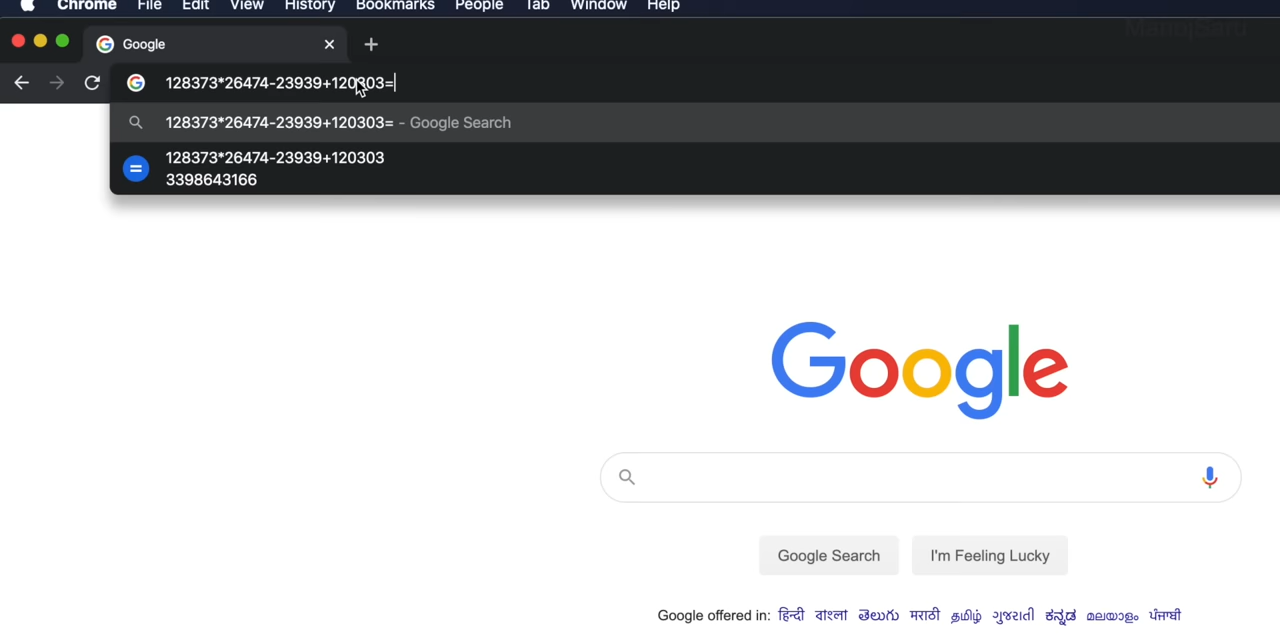 Chrome File Edit View History Bookmarks People Tab Window Help
ManojSaru
Google
128373*26474-23939+120303=
128373*26474-23939+120303= - Google Search
128373*26474-23939+120303
3398643166
Google
Google Search I'm Feeling Lucky
Google offered in: हिन्दी বাংলা తెలుగు मराठी தமிழ் ગુજરાતી ಕನ್ನಡ മലയാളം ਪੰਜਾਬੀ